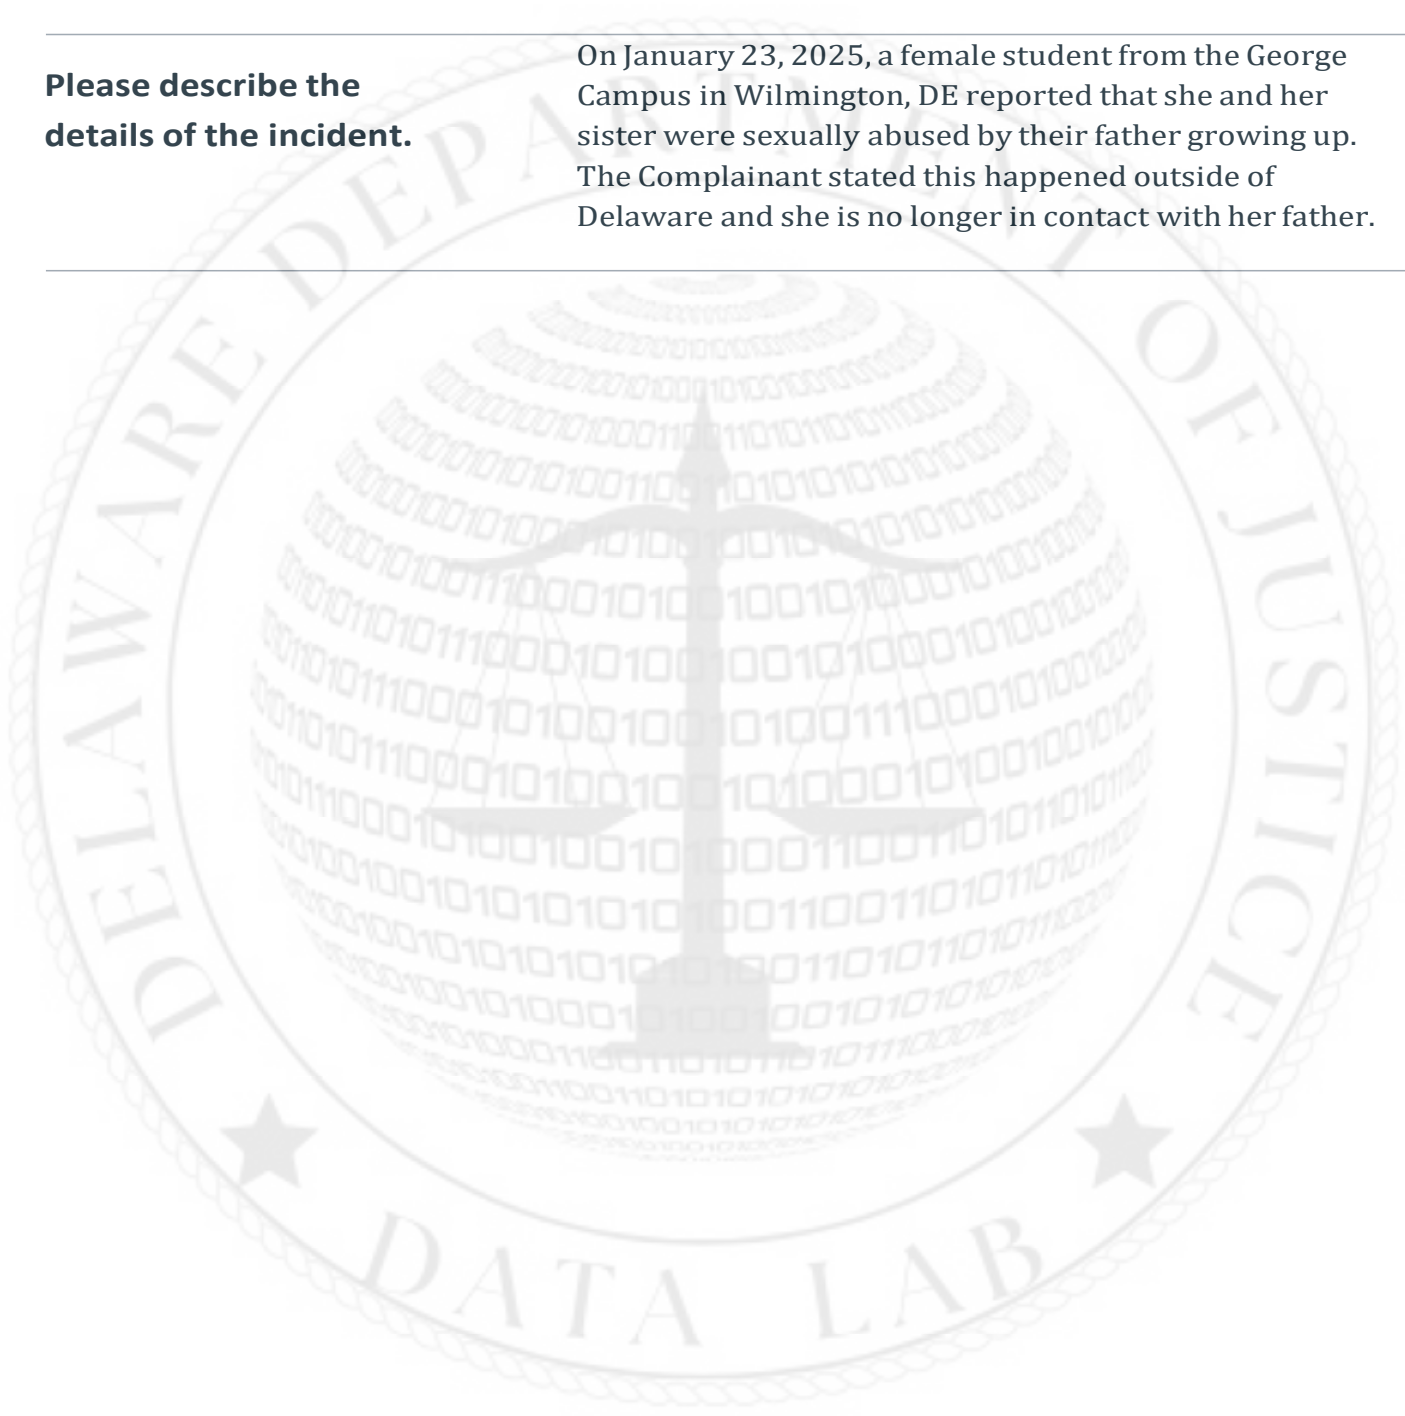 Please describe the
details of the incident.
On January 23, 2025, a female student from the George
Campus in Wilmington, DE reported that she and her
sister were sexually abused by their father growing up.
The Complainant stated this happened outside of
Delaware and she is no longer in contact with her father.
DELAWARE DEPARTMENT OF JUSTICE
DATA LAB